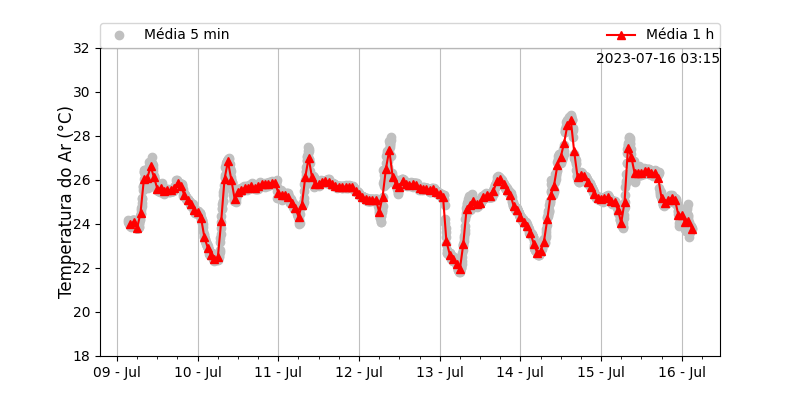 Média 5 min
Média 1 h
2023-07-16 03:15
Temperatura do Ar (°C)
32
30
28
26
24
22
20
18
09 - Jul
10 - Jul
11 - Jul
12 - Jul
13 - Jul
14 - Jul
15 - Jul
16 - Jul